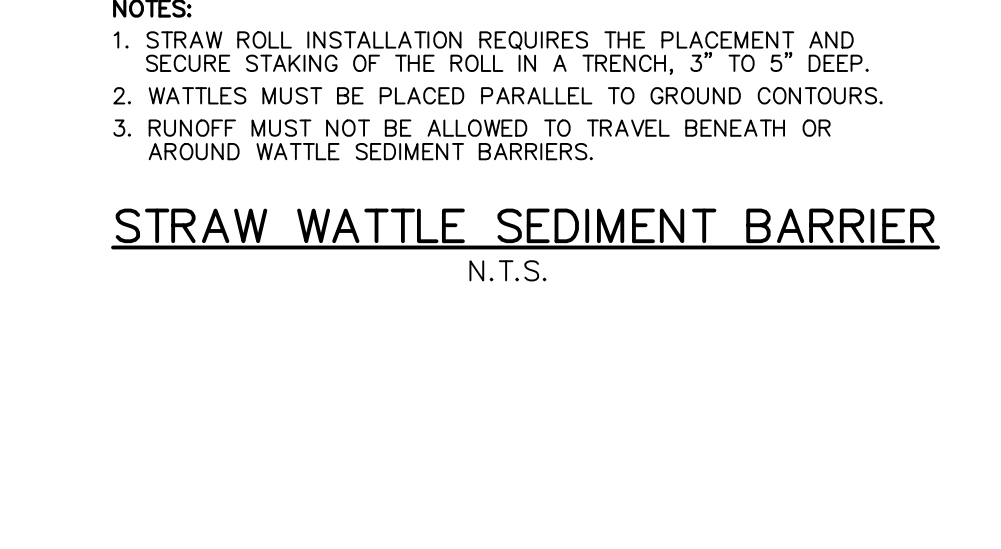 NOTES:
1. STRAW ROLL INSTALLATION REQUIRES THE PLACEMENT AND
SECURE STAKING OF THE ROLL IN A TRENCH, 3” TO 5” DEEP.
2. WATTLES MUST BE PLACED PARALLEL TO GROUND CONTOURS.
3. RUNOFF MUST NOT BE ALLOWED TO TRAVEL BENEATH OR
AROUND WATTLE SEDIMENT BARRIERS.
STRAW WATTLE SEDIMENT BARRIER
N.T.S.